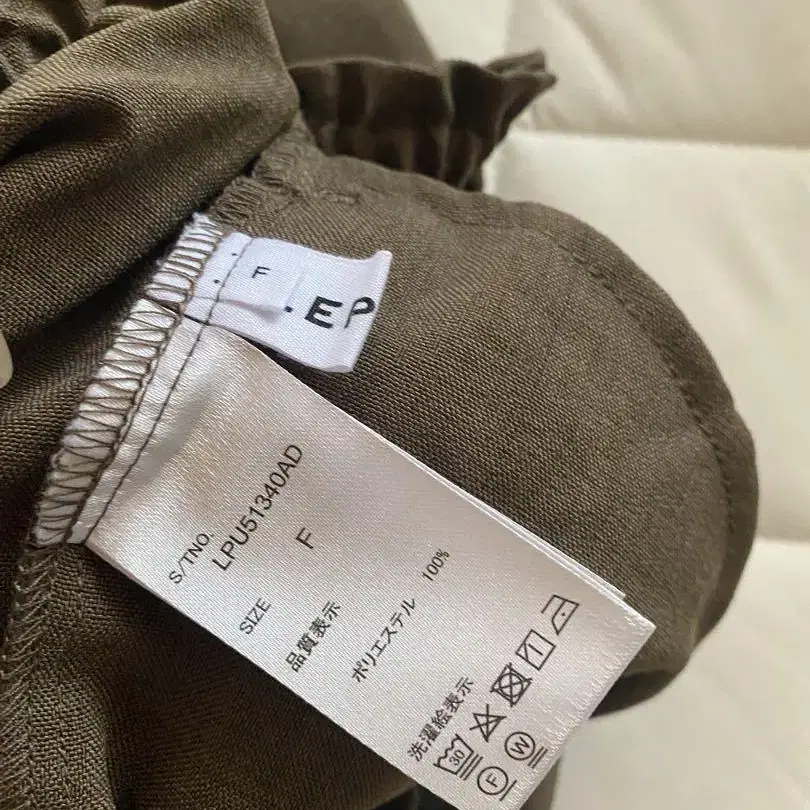 F
.EP
S/TNO.
LPU51340AD
SIZE F
品質表示
ポリエステル 100%
洗濯絵表示
30
F W